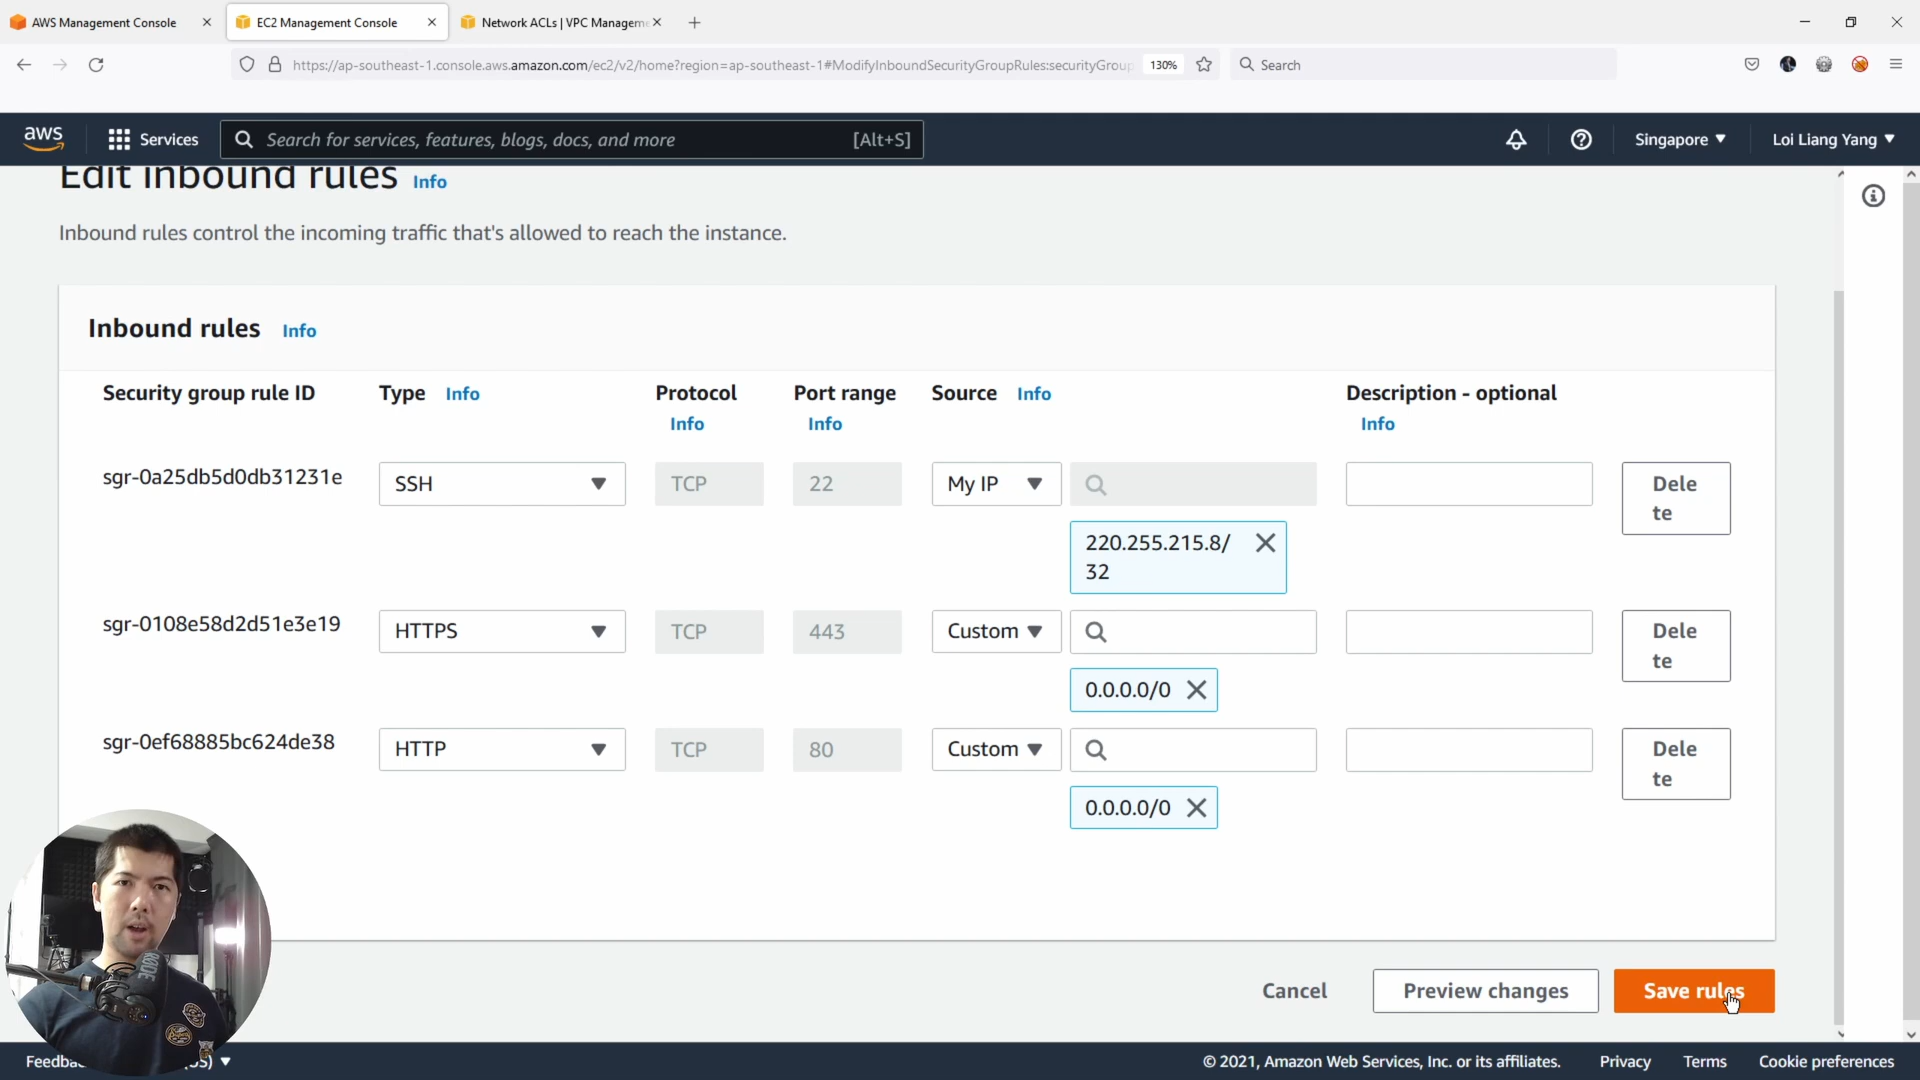 AWS Management Console
EC2 Management Console
Network ACLs | VPC Manageme
https://ap-southeast-1.console.aws.amazon.com/ec2/v2/home?region=ap-southeast-1#ModifyInboundSecurityGroupRules:securityGroup
130%
Search
aws
Services
Search for services, features, blogs, docs, and more
[Alt+S]
Singapore
Loi Liang Yang
Edit inbound rules Info
Inbound rules control the incoming traffic that's allowed to reach the instance.
Inbound rules Info
Security group rule ID
Type Info
Protocol
Info
Port range
Info
Source Info
Description - optional
Info
sgr-0a25db5d0db31231e
SSH
TCP
22
My IP
220.255.215.8/
32
Dele
te
sgr-0108e58d2d51e3e19
HTTPS
TCP
443
Custom
0.0.0.0/0
Dele
te
sgr-0ef68885bc624de38
HTTP
TCP
80
Custom
0.0.0.0/0
Dele
te
RØDE
Cancel
Preview changes
Save rules
Feedba
US)
© 2021, Amazon Web Services, Inc. or its affiliates.
Privacy
Terms
Cookie preferences